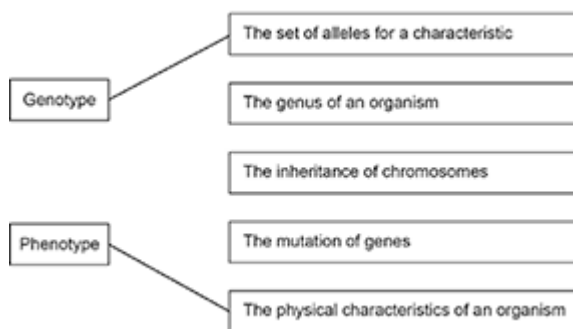 The set of alleles for a characteristic
Genotype
The genus of an organism
The inheritance of chromosomes
Phenotype
The mutation of genes
The physical characteristics of an organism